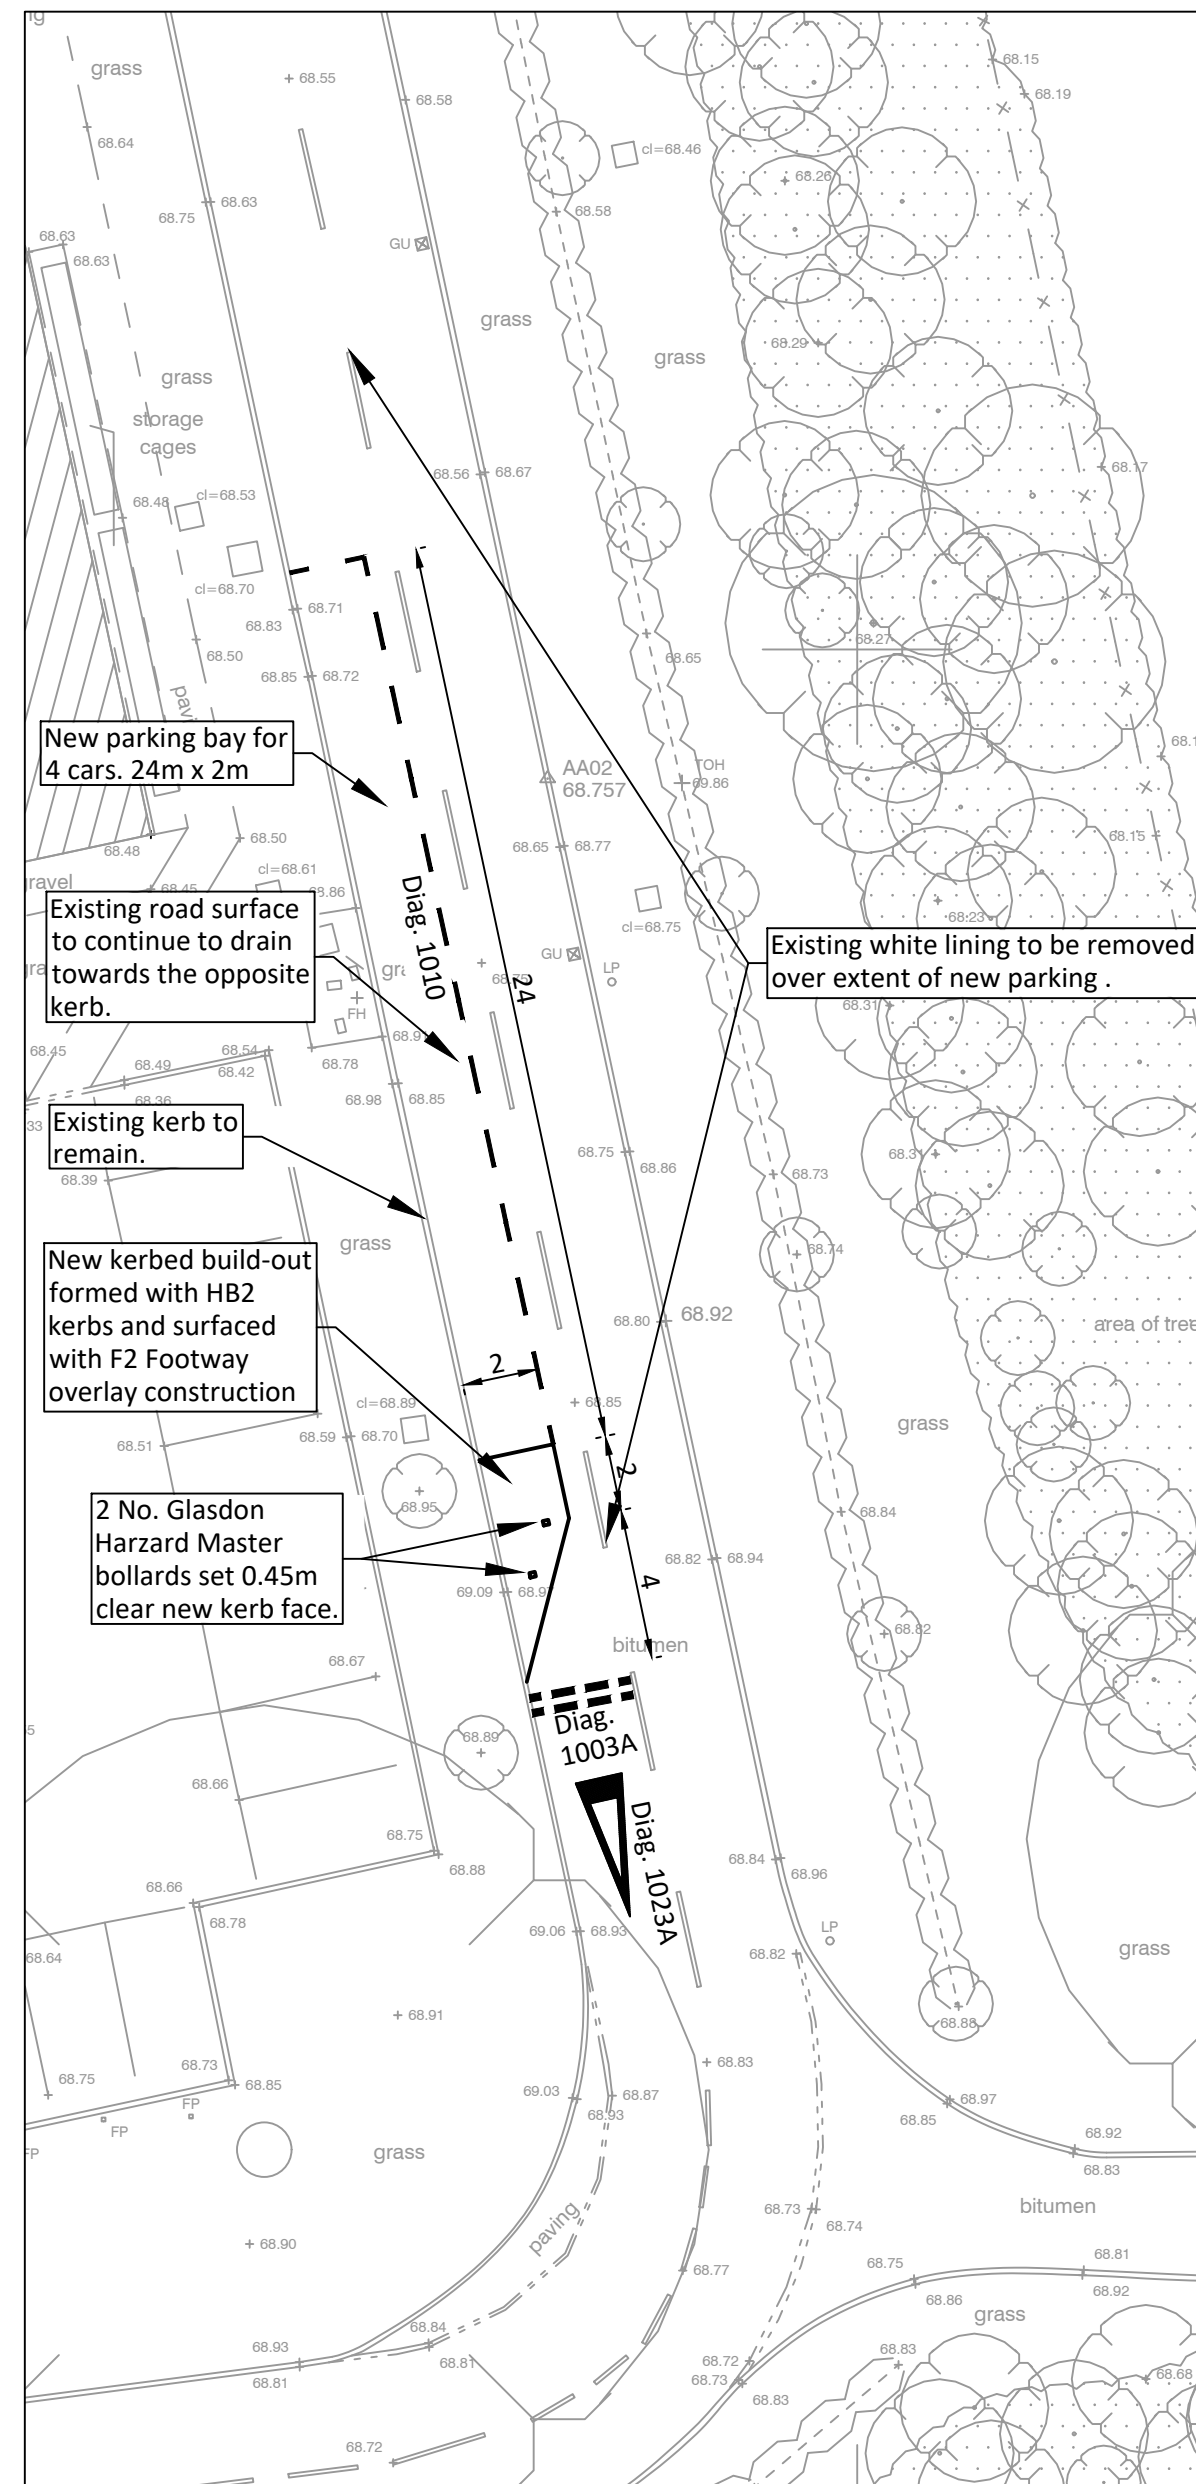 grass
68.55
68.58
68.15
68.19
68.64
cl=68.46
68.26
68.75
68.63
68.58
68.63
68.63
GU
grass
grass
68.29
grass
storage
cages
68.56
68.67
68.17
68.48
cl=68.53
cl=68.70
68.71
68.83
68.50
68.27
68.65
68.85
68.72
New parking bay for
4 cars. 24m x 2m
AA02
68.757
TOH
69.86
68.50
68.48
68.65
68.77
68.15
cl=68.61
68.45
68.86
Diag. 1010
24
cl=68.75
68.23
Existing road surface
to continue to drain
towards the opposite
kerb.
GU
LP
Existing white lining to be removed
over extent of new parking .
FH
68.31
68.45
68.54
68.49
68.42
68.78
68.36
68.98
68.85
Existing kerb to
remain.
68.39
68.75
68.86
68.73
68.31
grass
68.74
New kerbed build-out
formed with HB2
kerbs and surfaced
with F2 Footway
overlay construction
68.80
68.92
area of tree
2
cl=68.89
68.85
grass
68.51
68.59
68.70
2
68.95
68.84
2 No. Glasdon
Harzard Master
bollards set 0.45m
clear new kerb face.
68.82
68.94
4
69.09
68.82
bitumen
68.67
Diag.
1003A
68.89
68.66
Diag. 1023A
68.75
68.88
68.84
68.96
68.66
68.78
69.06
68.93
LP
68.82
grass
68.64
68.91
68.88
68.73
68.83
68.75
68.85
69.03
68.87
68.97
68.93
68.85
FP
FP
FP
grass
68.92
68.83
paving
68.73
68.74
bitumen
68.90
68.77
68.75
68.81
68.86
68.92
grass
68.84
68.93
68.81
68.81
68.72
68.73
68.83
68.83
68.68
68.72